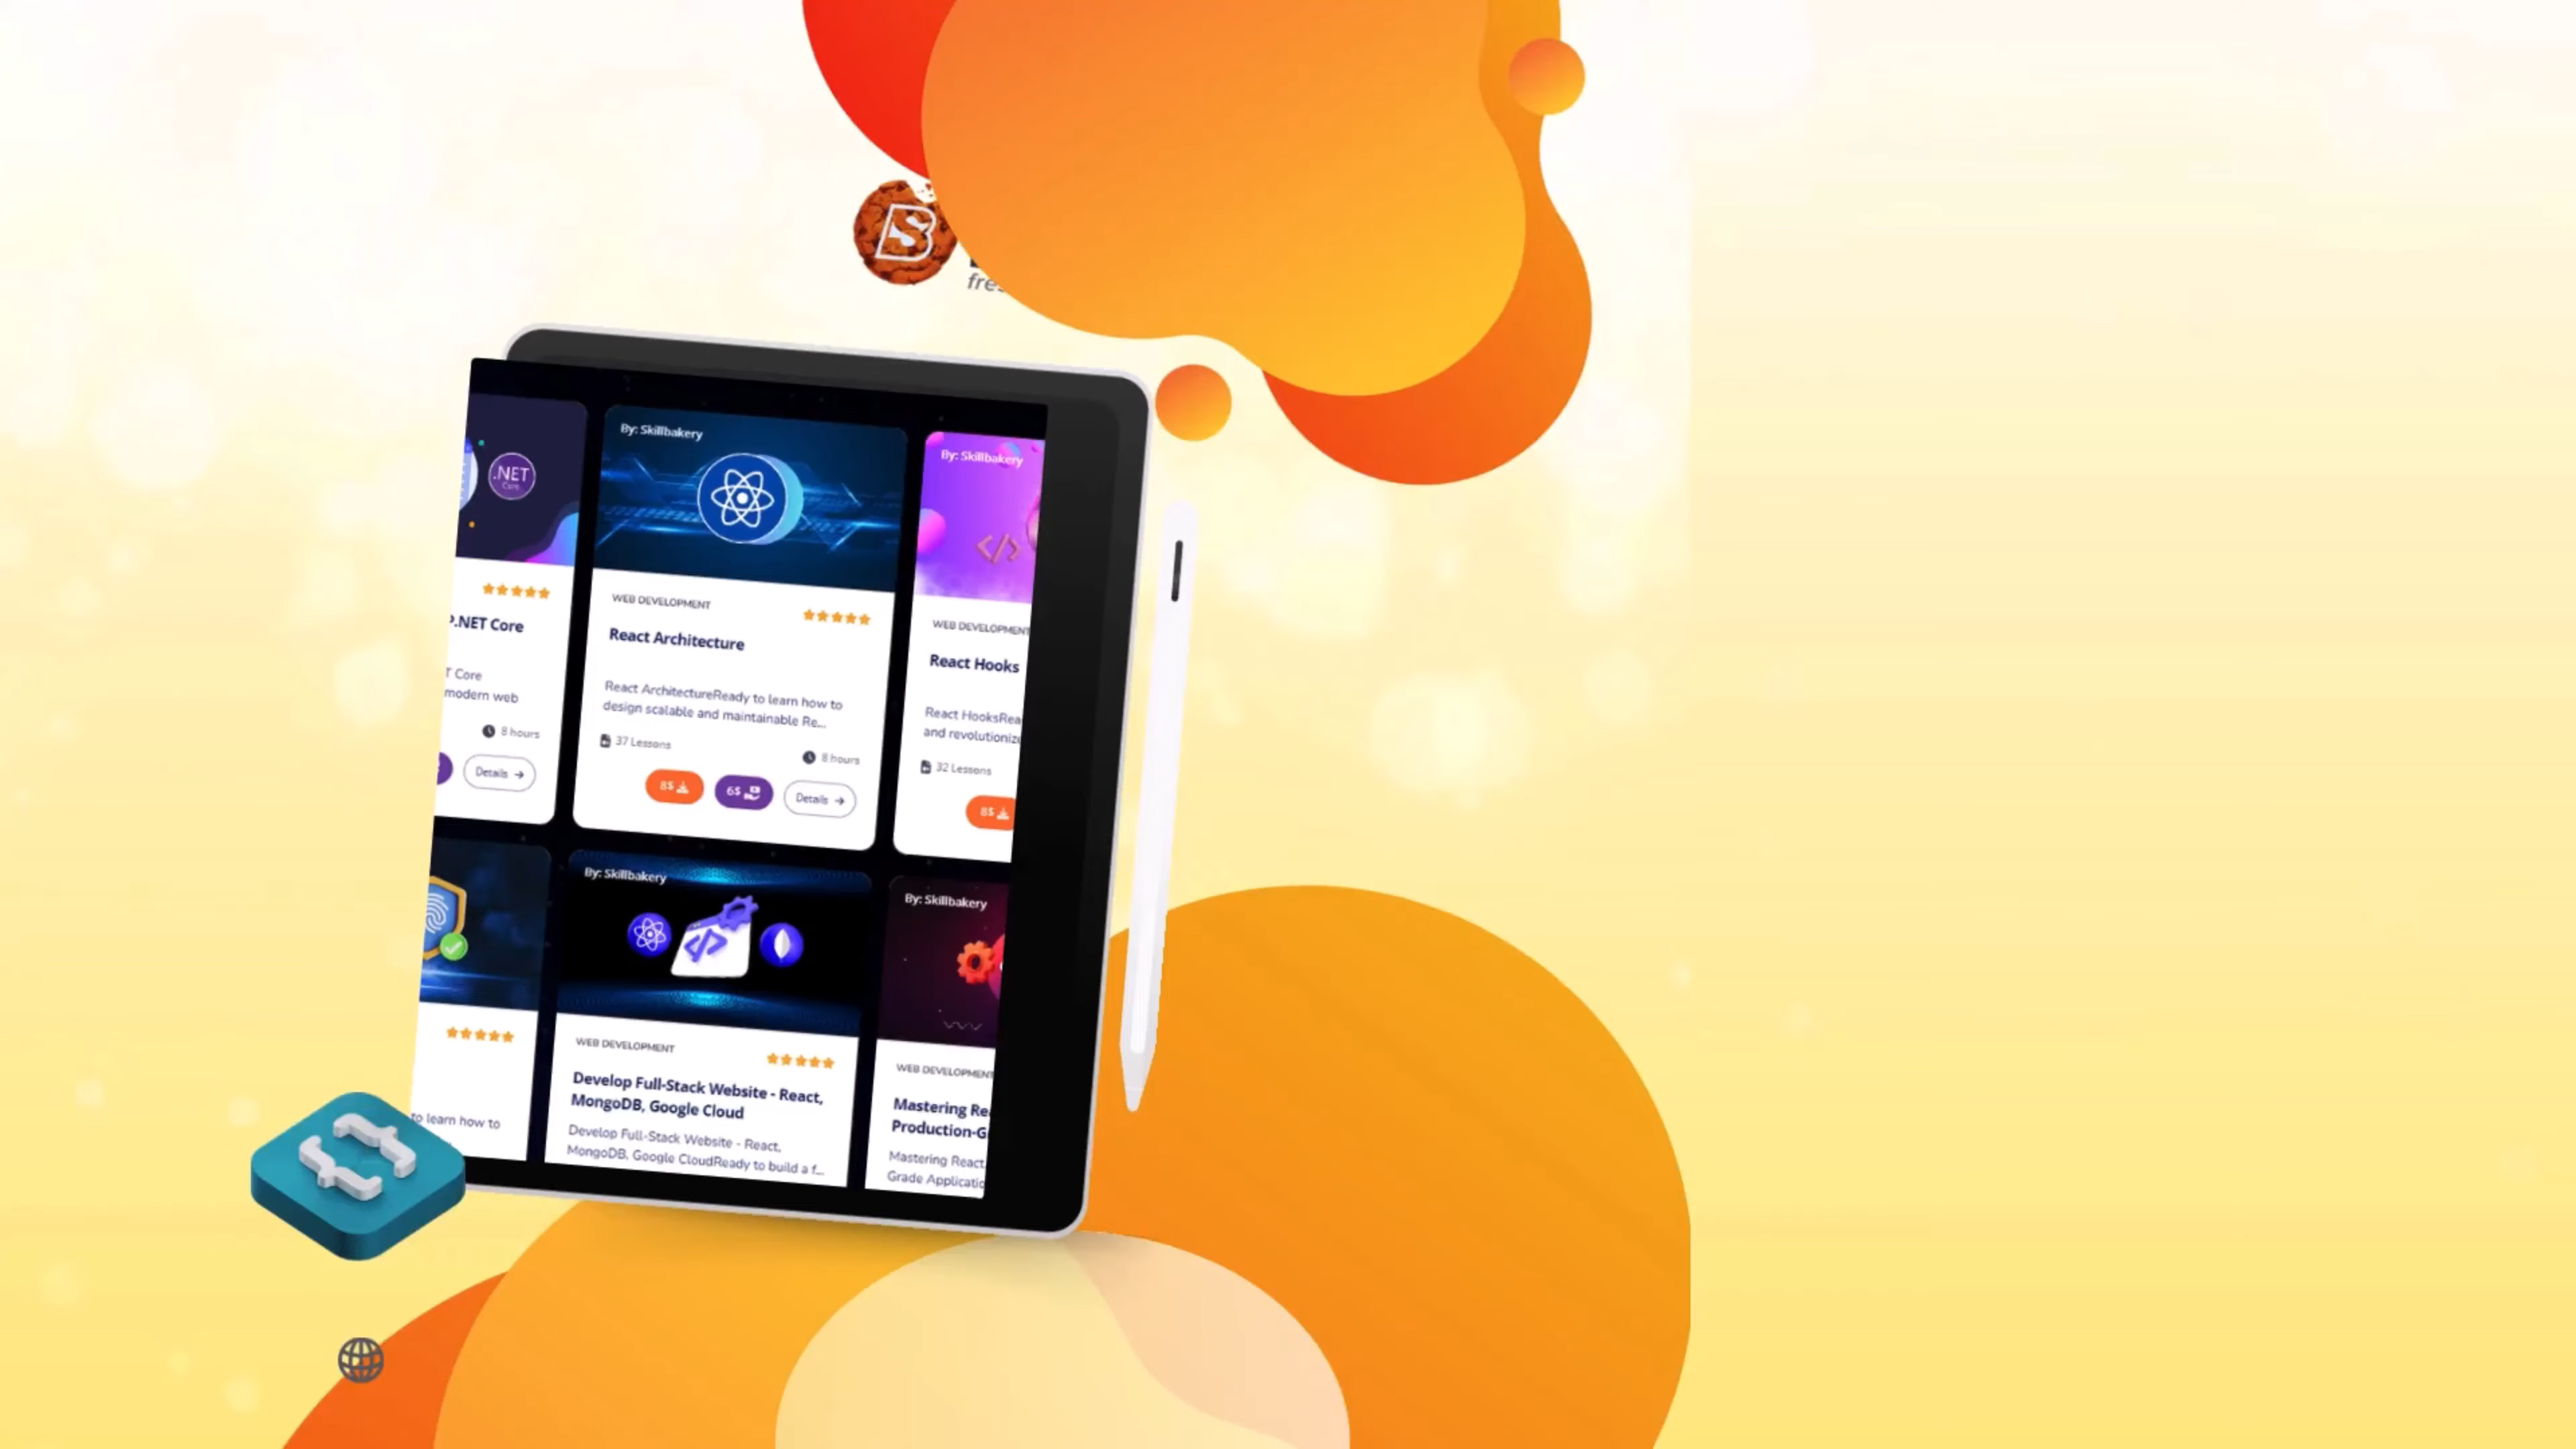 By: Skillbakery
By: Skillbakery
.NET
Core
WEB DEVELOPMENT
WEB DEVELOPMENT
.NET Core
React Architecture
React Hooks
T Core
modern web
React ArchitectureReady to learn how to
design scalable and maintainable Re...
React HooksRea
and revolutioniz
8 hours
37 Lessons
8 hours
32 Lessons
Details →
8$
6$
Details →
8$
By: Skillbakery
By: Skillbakery
WEB DEVELOPMENT
WEB DEVELOPMENT
Develop Full-Stack Website - React,
MongoDB, Google Cloud
Mastering Re
Production-G
to learn how to
Develop Full-Stack Website - React,
MongoDB, Google CloudReady to build a f...
Mastering React
Grade Applicatio